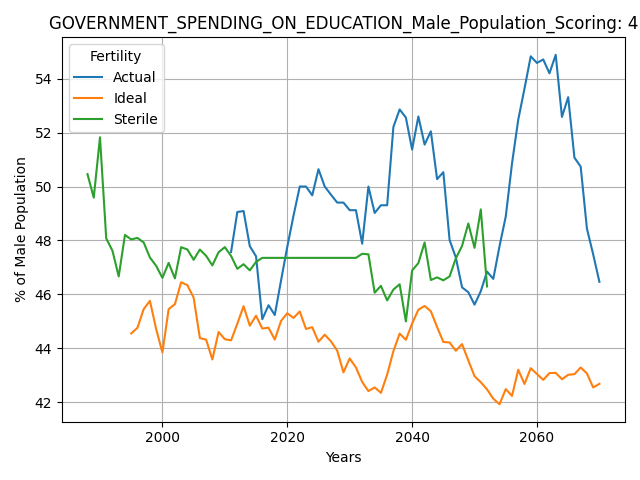 GOVERNMENT_SPENDING_ON_EDUCATION_Male_Population_Scoring: 4
Fertility
Actual
Ideal
Sterile
% of Male Population
54
52
50
48
46
44
42
2000
2020
2040
2060
Years